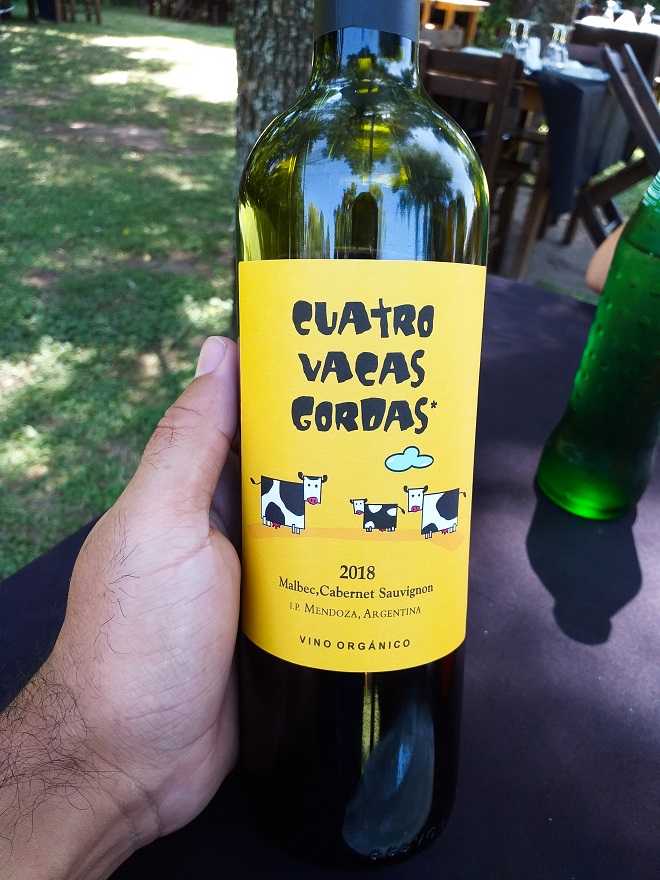 CUATRO
VACAS
GORDAS*
2018
Malbec,Cabernet Sauvignon
I.P. MENDOZA, ARGENTINA
VINO ORGÁNICO